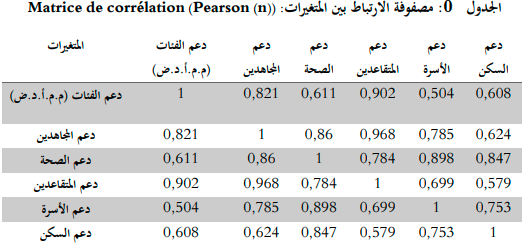 الجدول 0: مصفوفة الارتباط بين المتغيرات: Matrice de corrélation (Pearson (n)):
المتغيرات دعم الفئات (م.م.أ.د.ض) دعم المجاهدين دعم الصحة دعم المتقاعدين دعم الأسرة دعم السكن
دعم الفئات (م.م.أ.د.ض) 1 0,821 0,611 0,902 0,504 0,608
دعم المجاهدين 0,821 1 0,86 0,968 0,785 0,624
دعم الصحة 0,611 0,86 1 0,784 0,898 0,847
دعم المتقاعدين 0,902 0,968 0,784 1 0,699 0,579
دعم الأسرة 0,504 0,785 0,898 0,699 1 0,753
دعم السكن 0,608 0,624 0,847 0,579 0,753 1